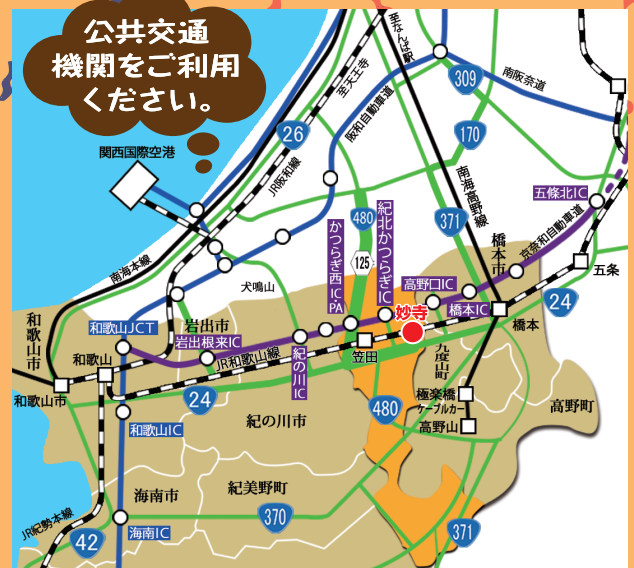 公共交通
機関をご利用
ください。
至なんば駅
至天王寺
309
南阪奈道
阪和自動車道
26
170
関西国際空港
JR阪和線
南海高野線
五條北IC
480
紀北かつらぎIC
371
かつらぎ西IC
PA
125
橋本市
京奈和自動車道
南海本線
犬鳴山
高野口IC
五条
24
和歌山市
和歌山JCT
岩出市
妙寺
橋本IC
橋本
岩出根来IC
JR和歌山線
紀の川IC
笠田
九度山町
和歌山
和歌山市
24
極楽橋
ケーブルカー
高野山
480
高野町
和歌山IC
紀の川市
海南市
紀美野町
JR紀勢本線
42
海南IC
370
371